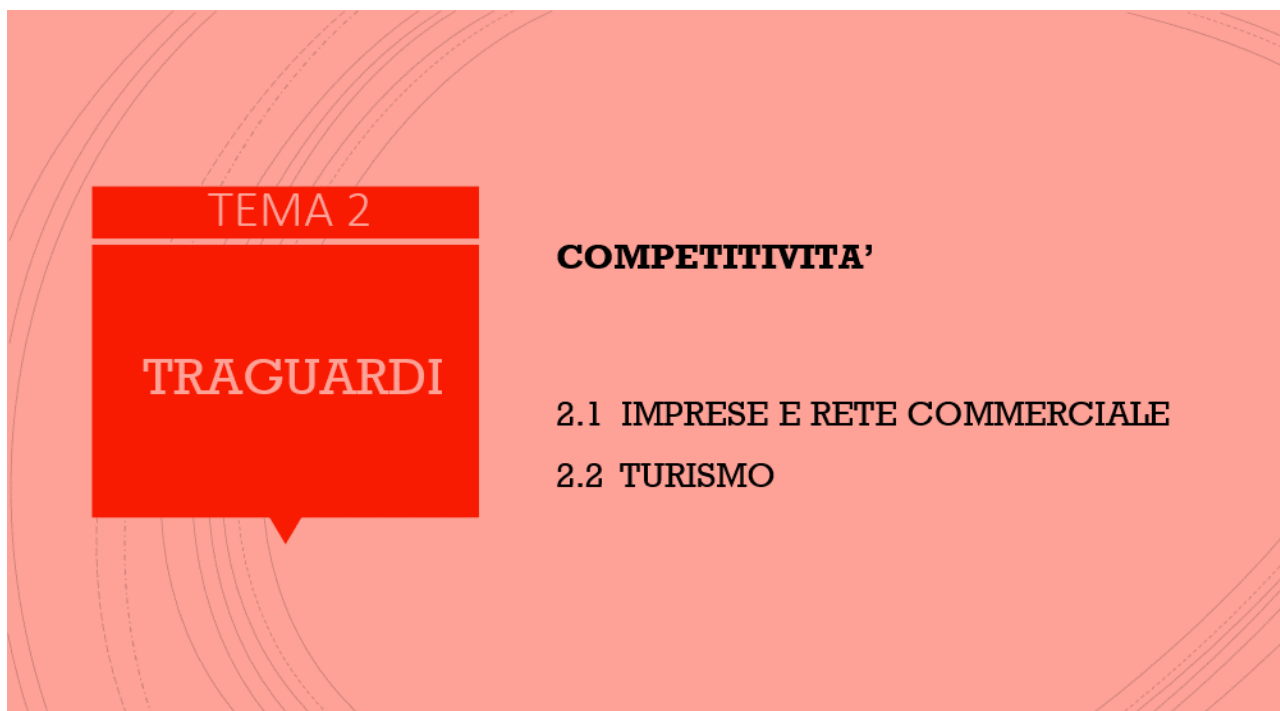 TEMA 2
TRAGUARDI
COMPETITIVITA’
2.1 IMPRESE E RETE COMMERCIALE
2.2 TURISMO